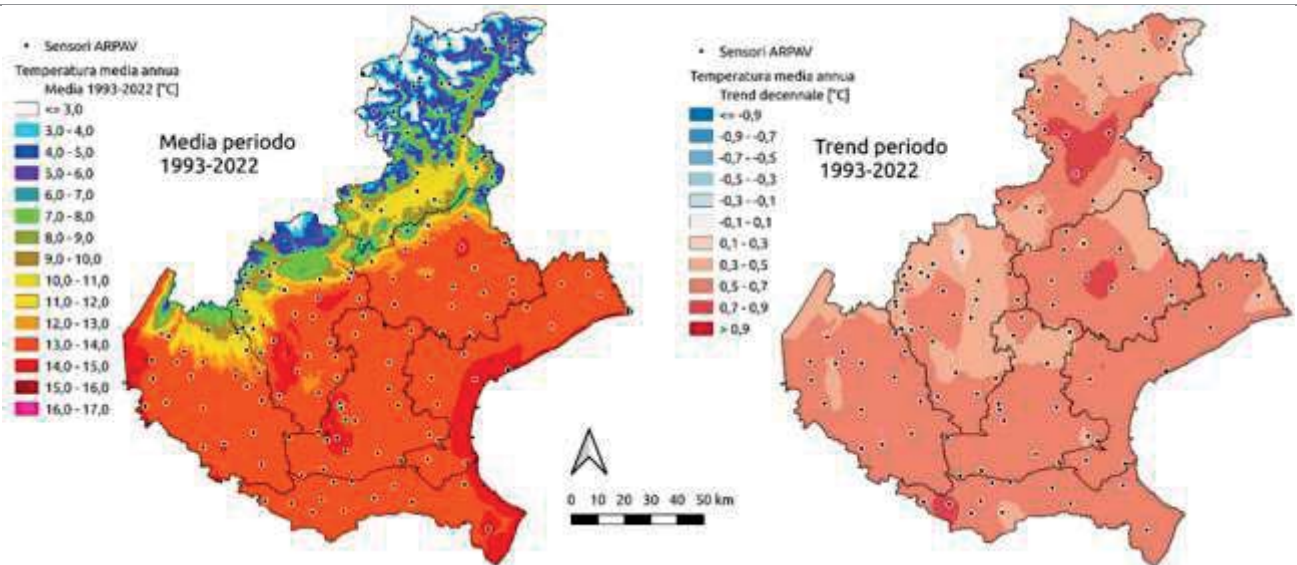 Sensori ARPAV
Temperatura media annua
Media 1993-2022 [°C]
<= 3,0
3,0 - 4,0
4,0 - 5,0
5,0 - 6,0
6,0 - 7,0
7,0 - 8,0
8,0 - 9,0
9,0 - 10,0
10,0 - 11,0
11,0 - 12,0
12,0 - 13,0
13,0 - 14,0
14,0 - 15,0
15,0 - 16,0
16,0 - 17,0
Media periodo
1993-2022
0 10 20 30 40 50 km
Sensori ARPAV
Temperatura media annua
Trend decennale [°C]
<= -0,9
-0,9 - -0,7
-0,7 - -0,5
-0,5 - -0,3
-0,3 - -0,1
-0,1 - 0,1
0,1 - 0,3
0,3 - 0,5
0,5 - 0,7
0,7 - 0,9
> 0,9
Trend periodo
1993-2022